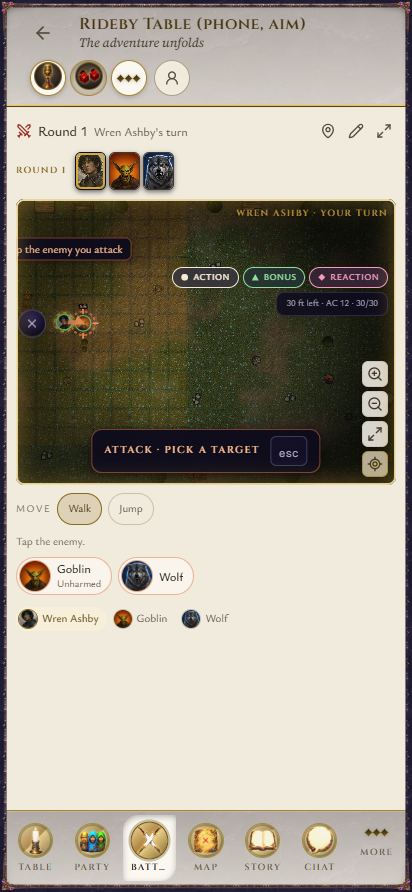 Rideby Table (phone, aim)
The adventure unfolds
Round 1 Wren Ashby's turn
ROUND 1
WREN ASHBY · YOUR TURN
p the enemy you attack
ACTION BONUS REACTION
30 ft left · AC 12 · 30/30
ATTACK · PICK A TARGET esc
MOVE Walk Jump
Tap the enemy.
Goblin
Unharmed
Wolf
Wren Ashby Goblin Wolf
TABLE PARTY BATT… MAP STORY CHAT MORE